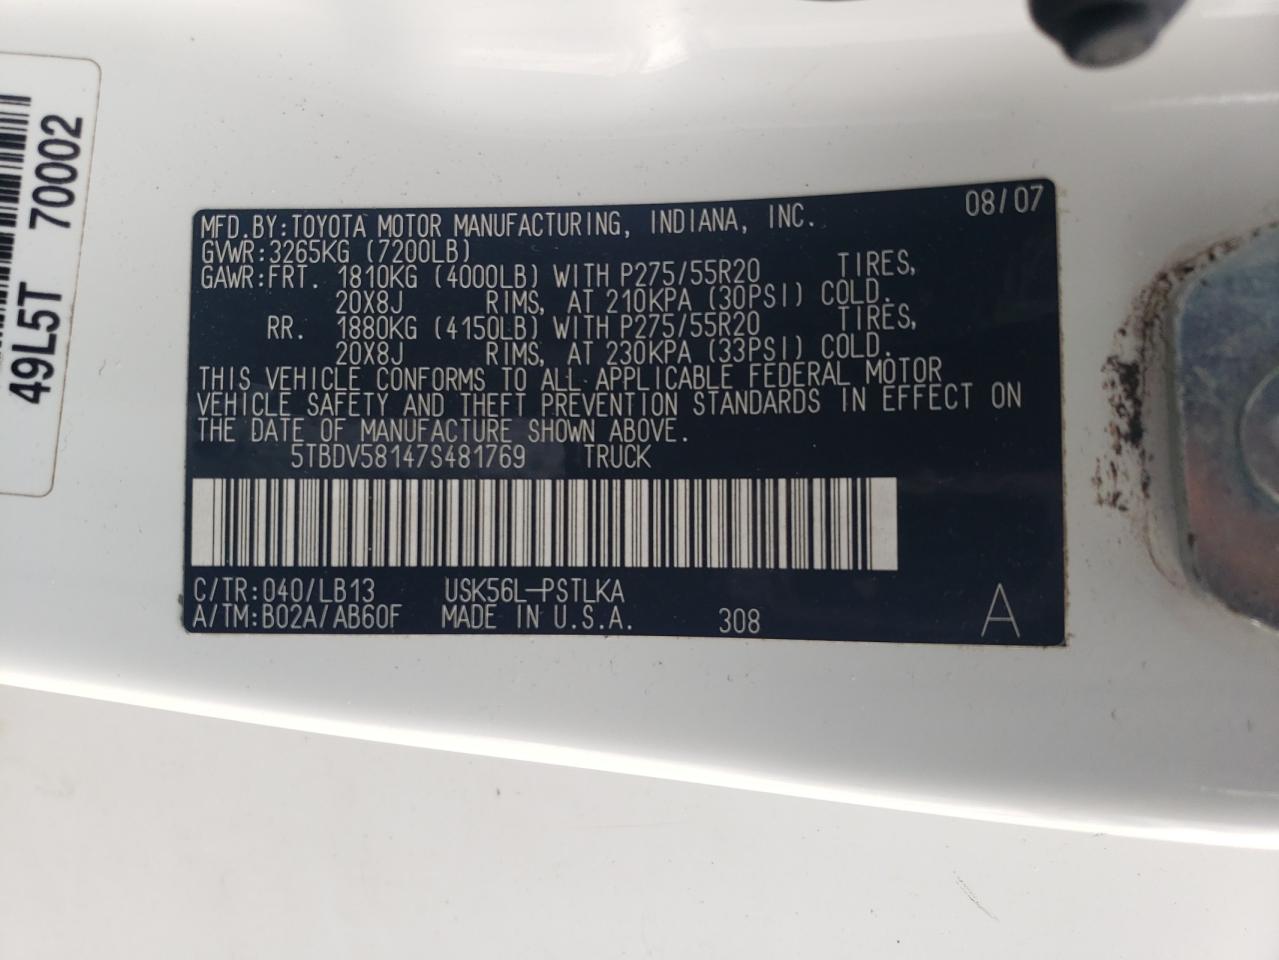 49L5T 70002
MFD.BY:TOYOTA MOTOR MANUFACTURING, INDIANA, INC. 08/07
GVWR:3265KG (7200LB)
GAWR:FRT. 1810KG (4000LB) WITH P275/55R20 TIRES,
20X8J RIMS, AT 210KPA (30PSI) COLD.
RR. 1880KG (4150LB) WITH P275/55R20 TIRES,
20X8J RIMS, AT 230KPA (33PSI) COLD.
THIS VEHICLE CONFORMS TO ALL APPLICABLE FEDERAL MOTOR
VEHICLE SAFETY AND THEFT PREVENTION STANDARDS IN EFFECT ON
THE DATE OF MANUFACTURE SHOWN ABOVE.
5TBDV58147S481769 TRUCK
C/TR:040/LB13 USK56L-PSTLKA
A/TM:B02A/AB60F MADE IN U.S.A. 308 A